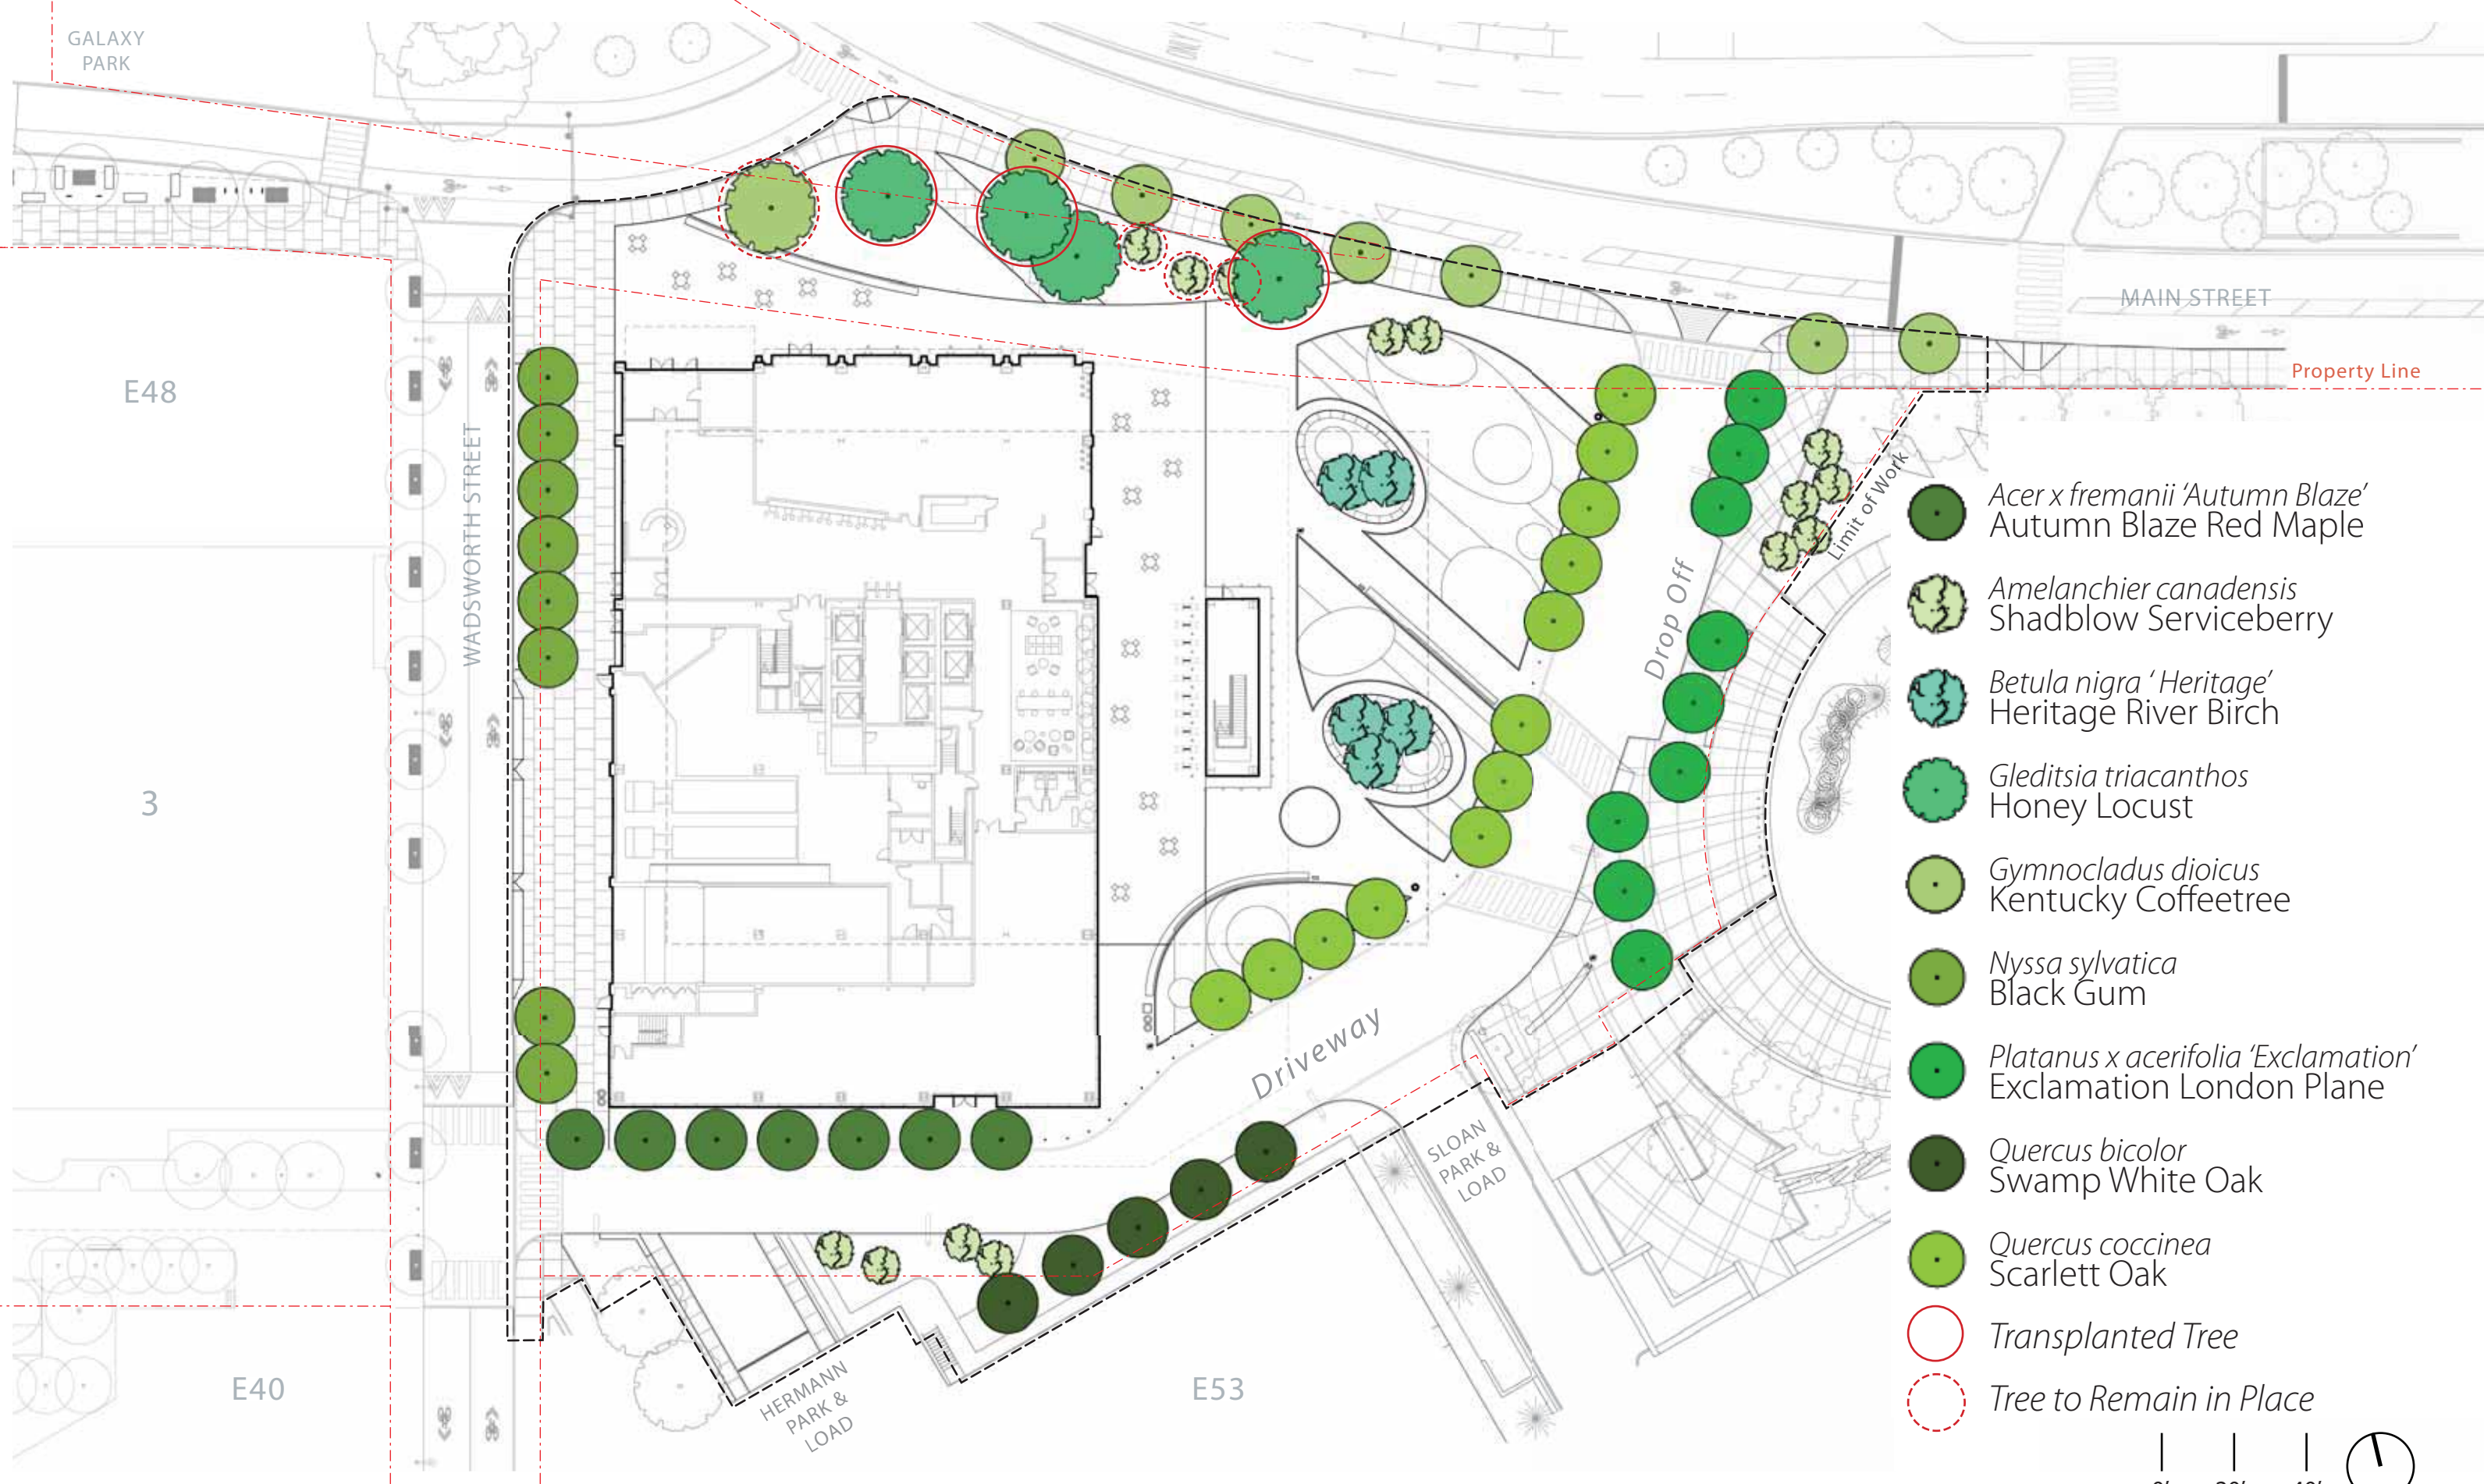 GALAXY
PARK
MAIN STREET
Property Line
E48
WADSWORTH STREET
Limit of Work
Drop Off
3
Driveway
SLOAN
PARK &
LOAD
HERMANN
PARK &
LOAD
E40
E53
Acer x fremanii ‘Autumn Blaze’
Autumn Blaze Red Maple
Amelanchier canadensis
Shadblow Serviceberry
Betula nigra ‘ Heritage’
Heritage River Birch
Gleditsia triacanthos
Honey Locust
Gymnocladus dioicus
Kentucky Coffeetree
Nyssa sylvatica
Black Gum
Platanus x acerifolia ‘Exclamation’
Exclamation London Plane
Quercus bicolor
Swamp White Oak
Quercus coccinea
Scarlett Oak
Transplanted Tree
Tree to Remain in Place